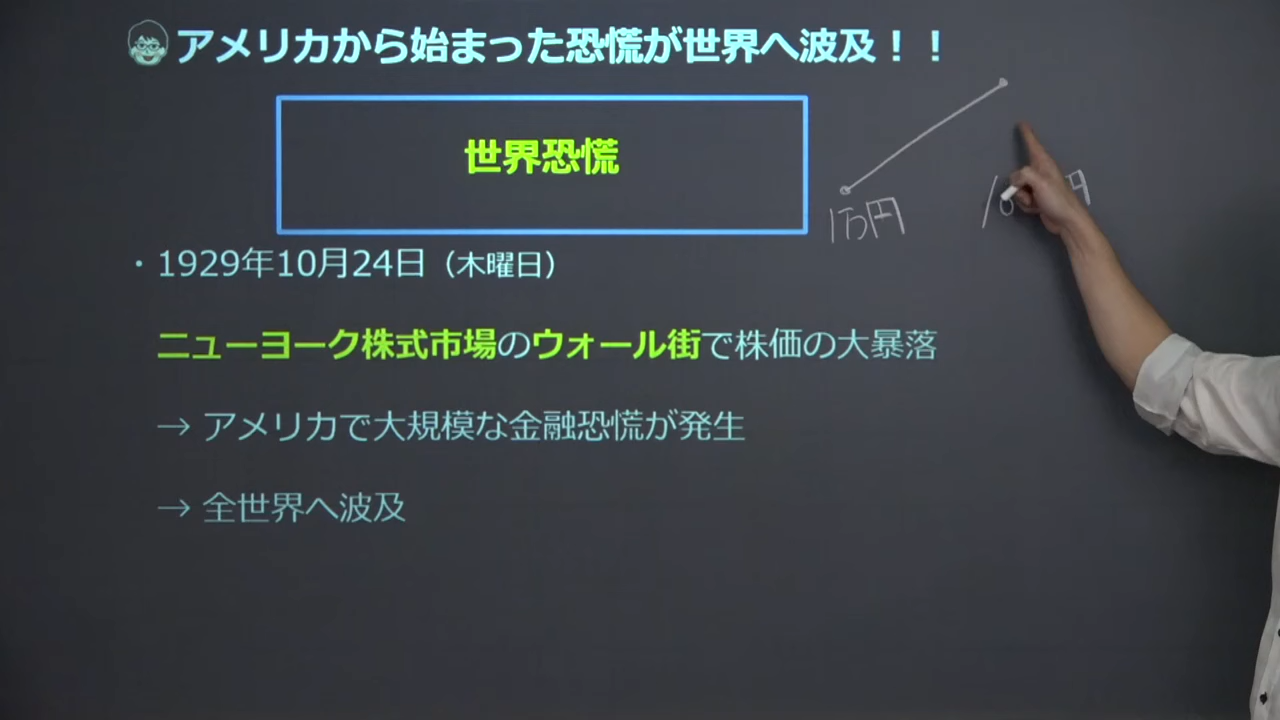 アメリカから始まった恐慌が世界へ波及！！
世界恐慌
1万円
円
・1929年10月24日（木曜日）
ニューヨーク株式市場のウォール街で株価の大暴落
→ アメリカで大規模な金融恐慌が発生
→ 全世界へ波及